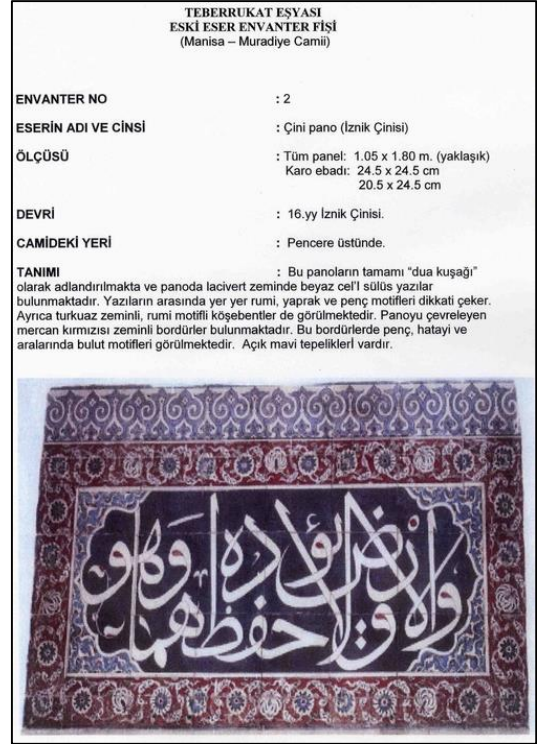 TEBERRUKAT EŞYASI
ESKİ ESER ENVANTER FİŞİ
(Manisa – Muradiye Camii)
ENVANTER NO : 2
ESERİN ADI VE CİNSİ : Çini pano (İznik Çinisi)
ÖLÇÜSÜ : Tüm panel: 1.05 x 1.80 m. (yaklaşık)
Karo ebadı: 24.5 x 24.5 cm
20.5 x 24.5 cm
DEVRİ : 16.yy İznik Çinisi.
CAMİDEKİ YERİ : Pencere üstünde.
TANIMI : Bu panoların tamamı “dua kuşağı”
olarak adlandırılmakta ve panoda lacivert zeminde beyaz cel’I sülüs yazılar
bulunmaktadır. Yazıların arasında yer yer rumi, yaprak ve penç motifleri dikkati çeker.
Ayrıca turkuaz zeminli, rumi motifli köşebentler de görülmektedir. Panoyu çevreleyen
mercan kırmızısı zeminli bordürler bulunmaktadır. Bu bordürlerde penç, hatayi ve
aralarında bulut motifleri görülmektedir. Açık mavi tepeliklerİ vardır.
والارض ولا يؤده حفظهما وهو